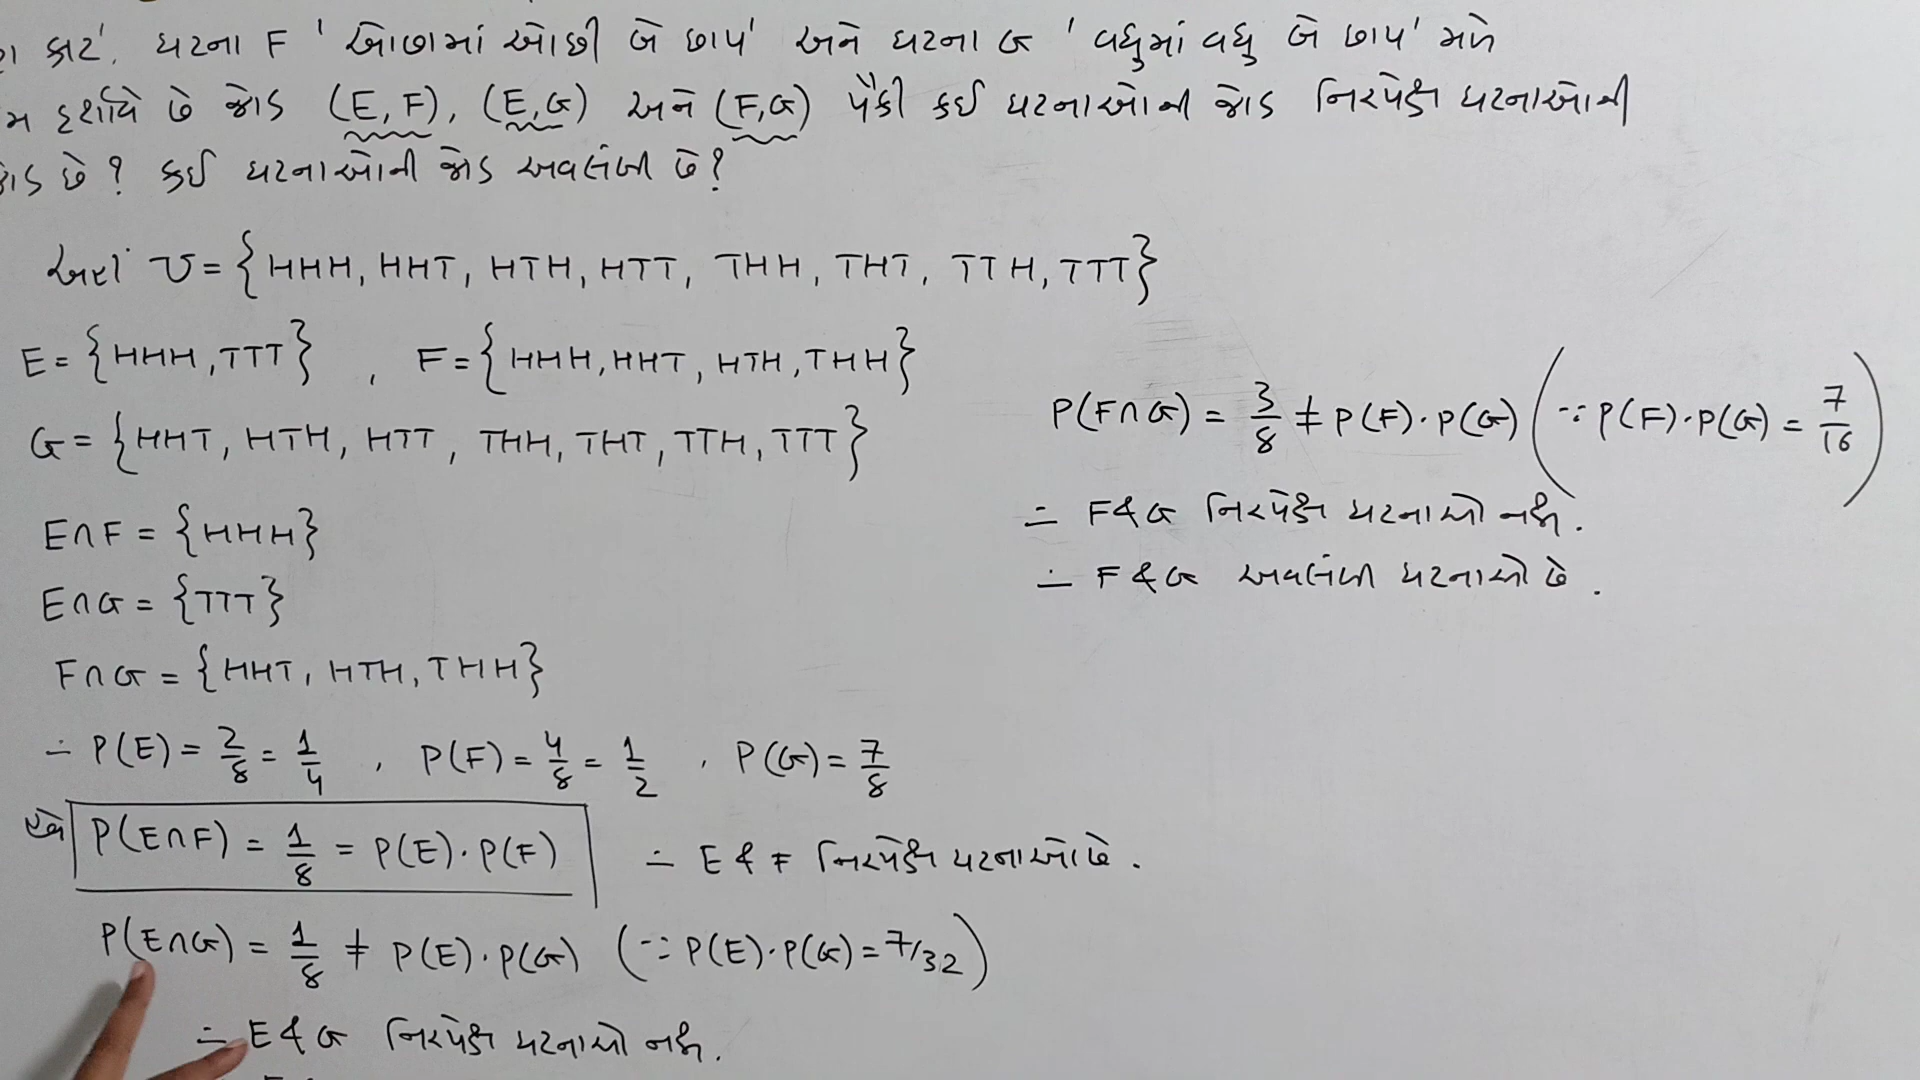 કાટ'. ઘટના F 'ઓછામાં ઓછી બે છાપ' અને ઘટના G 'વધુમાં વધુ બે છાપ' મળે
મ દર્શાવે છે જોડ (E, F), (E,G) અને (F,G) પૈકી કઈ ઘટનાઓની જોડ નિરપેક્ષ ઘટનાઓની
છે? કઈ ઘટનાઓની જોડ અવલંબી છે?
અહીં U = {HHH, HHT, HTH, HTT, THH, THT, TTH, TTT}
E = {HHH, TTT} , F = {HHH, HHT, HTH, THH}
G = {HHT, HTH, HTT, THH, THT, TTH, TTT}
E∩F = {HHH}
E∩G = {TTT}
F∩G = {HHT, HTH, THH}
∴ P(E) = 2/8 = 1/4 , P(F) = 4/8 = 1/2 , P(G) = 7/8
P(E∩F) = 1/8 = P(E)·P(F) ∴ E & F નિરપેક્ષ ઘટનાઓ છે.
P(E∩G) = 1/8 ≠ P(E)·P(G) (∵ P(E)·P(G) = 7/32)
∴ E & G નિરપેક્ષ ઘટનાઓ નથી.
P(F∩G) = 3/8 ≠ P(F)·P(G) (∵ P(F)·P(G) = 7/16)
∴ F & G નિરપેક્ષ ઘટનાઓ નથી.
∴ F & G અવલંબી ઘટનાઓ છે.